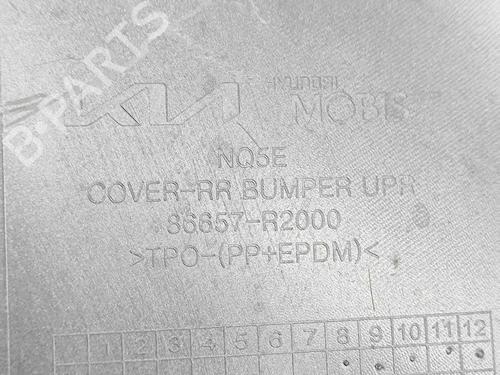 B-PARTS
KIA
HYUNDAI
MOBIS
NQ5E
COVER-RR BUMPER UPR
86657-R2000
>TPO-(PP+EPDM)<
1 2 3 4 5 6 7 8 9 10 11 12